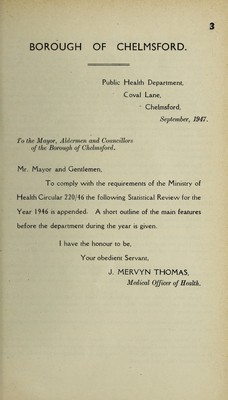 3
BOROUGH OF CHELMSFORD.
Public Health Department,
Coval Lane,
Chelmsford,
September, 1947.
To the Mayor, Aldermen and Councillors
of the Borough of Chelmsford.
Mr. Mayor and Gentlemen,
To comply with the requirements of the Ministry of
Health Circular 220/46 the following Statistical Review for the
Year 1946 is appended. A short outline of the main features
before the department during the year is given.
I have the honour to be,
Your obedient Servant,
J. MERVYN THOMAS,
Medical Officer of Health.